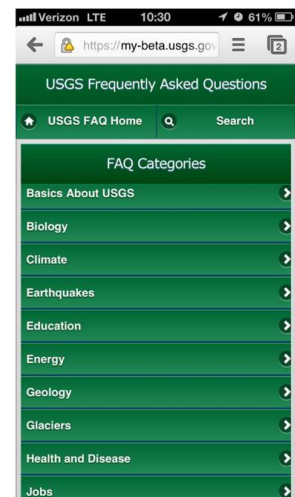 Verizon LTE 10:30 61%
https://my-beta.usgs.gov 2
USGS Frequently Asked Questions
USGS FAQ Home Search
FAQ Categories
Basics About USGS
Biology
Climate
Earthquakes
Education
Energy
Geology
Glaciers
Health and Disease
Jobs